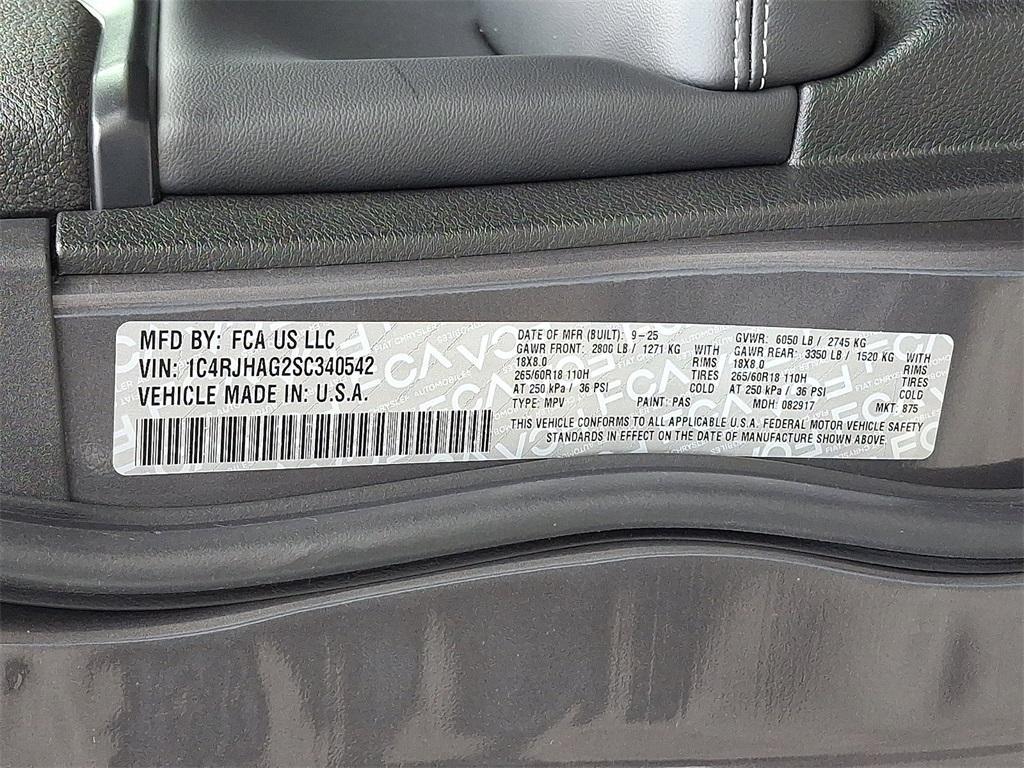 MFD BY: FCA US LLC
VIN: 1C4RJHAG2SC340542
VEHICLE MADE IN: U.S.A.
DATE OF MFR (BUILT): 9-25
GAWR FRONT: 2800 LB / 1271 KG WITH
18X8.0 RIMS
265/60R18 110H TIRES
AT 250 kPa / 36 PSI COLD
TYPE: MPV PAINT: PAS
GVWR: 6050 LB / 2745 KG
GAWR REAR: 3350 LB / 1520 KG WITH
18X8.0 RIMS
265/60R18 110H TIRES
AT 250 kPa / 36 PSI COLD
MDH: 082917 MKT: 875
THIS VEHICLE CONFORMS TO ALL APPLICABLE U.S.A. FEDERAL MOTOR VEHICLE SAFETY
STANDARDS IN EFFECT ON THE DATE OF MANUFACTURE SHOWN ABOVE.